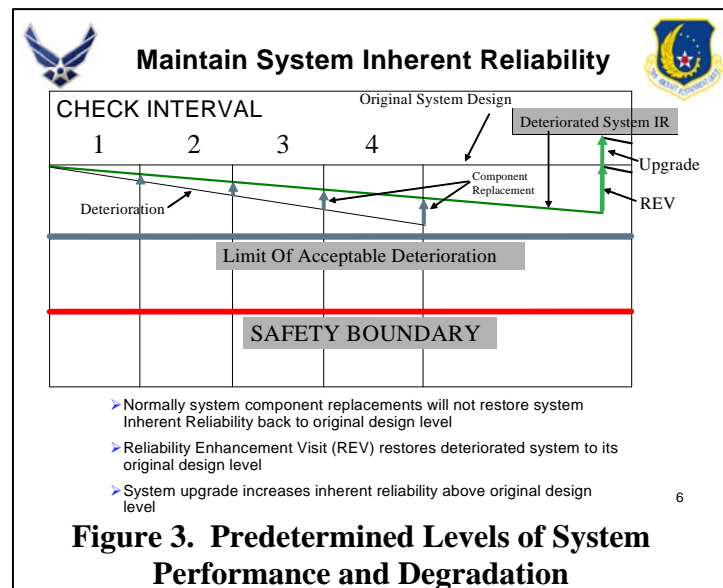 Maintain System Inherent Reliability
CHECK INTERVAL
Original System Design
Deteriorated System IR
1 2 3 4
Upgrade
Component
Replacement
Deterioration
REV
Limit Of Acceptable Deterioration
SAFETY BOUNDARY
➢Normally system component replacements will not restore system
Inherent Reliability back to original design level
➢Reliability Enhancement Visit (REV) restores deteriorated system to its
original design level
➢System upgrade increases inherent reliability above original design
level
6
Figure 3. Predetermined Levels of System
Performance and Degradation